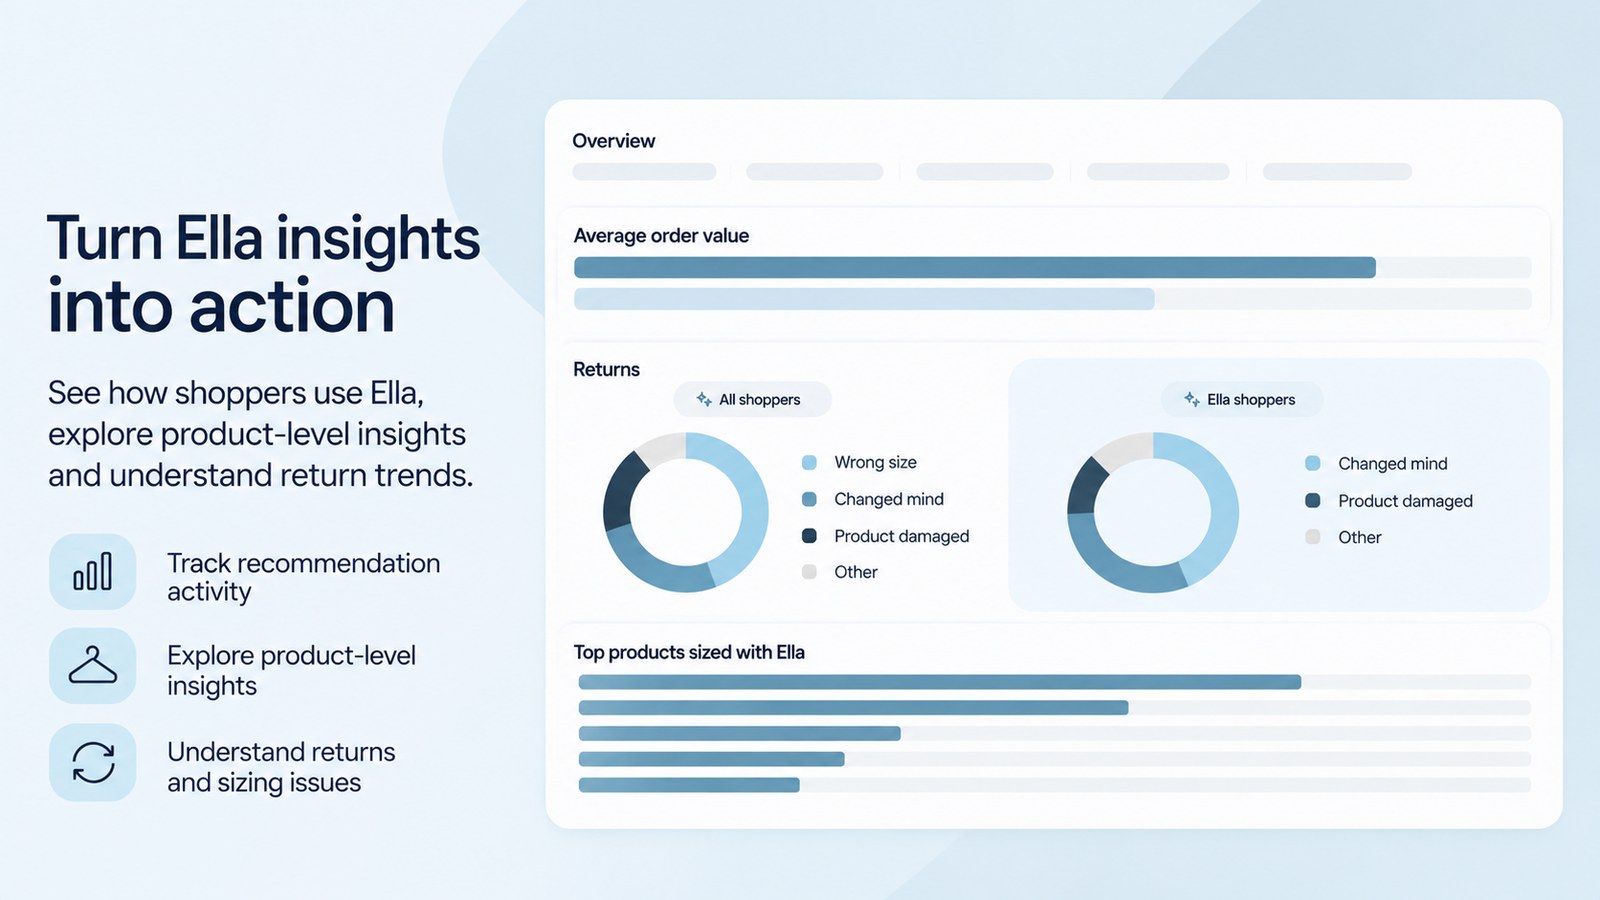 Turn Ella insights
into action
See how shoppers use Ella,
explore product-level insights
and understand return trends.
Track recommendation
activity
Explore product-level
insights
Understand returns
and sizing issues
Overview
Average order value
Returns
All shoppers
Wrong size
Changed mind
Product damaged
Other
Ella shoppers
Changed mind
Product damaged
Other
Top products sized with Ella